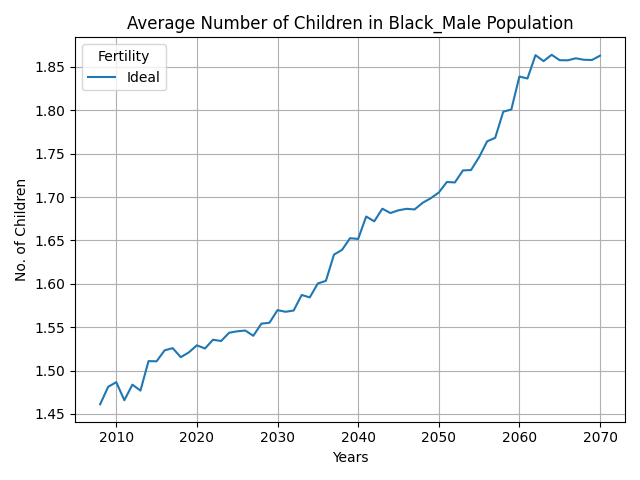 Average Number of Children in Black_Male Population
Fertility
Ideal
No. of Children
1.85
1.80
1.75
1.70
1.65
1.60
1.55
1.50
1.45
2010 2020 2030 2040 2050 2060 2070
Years